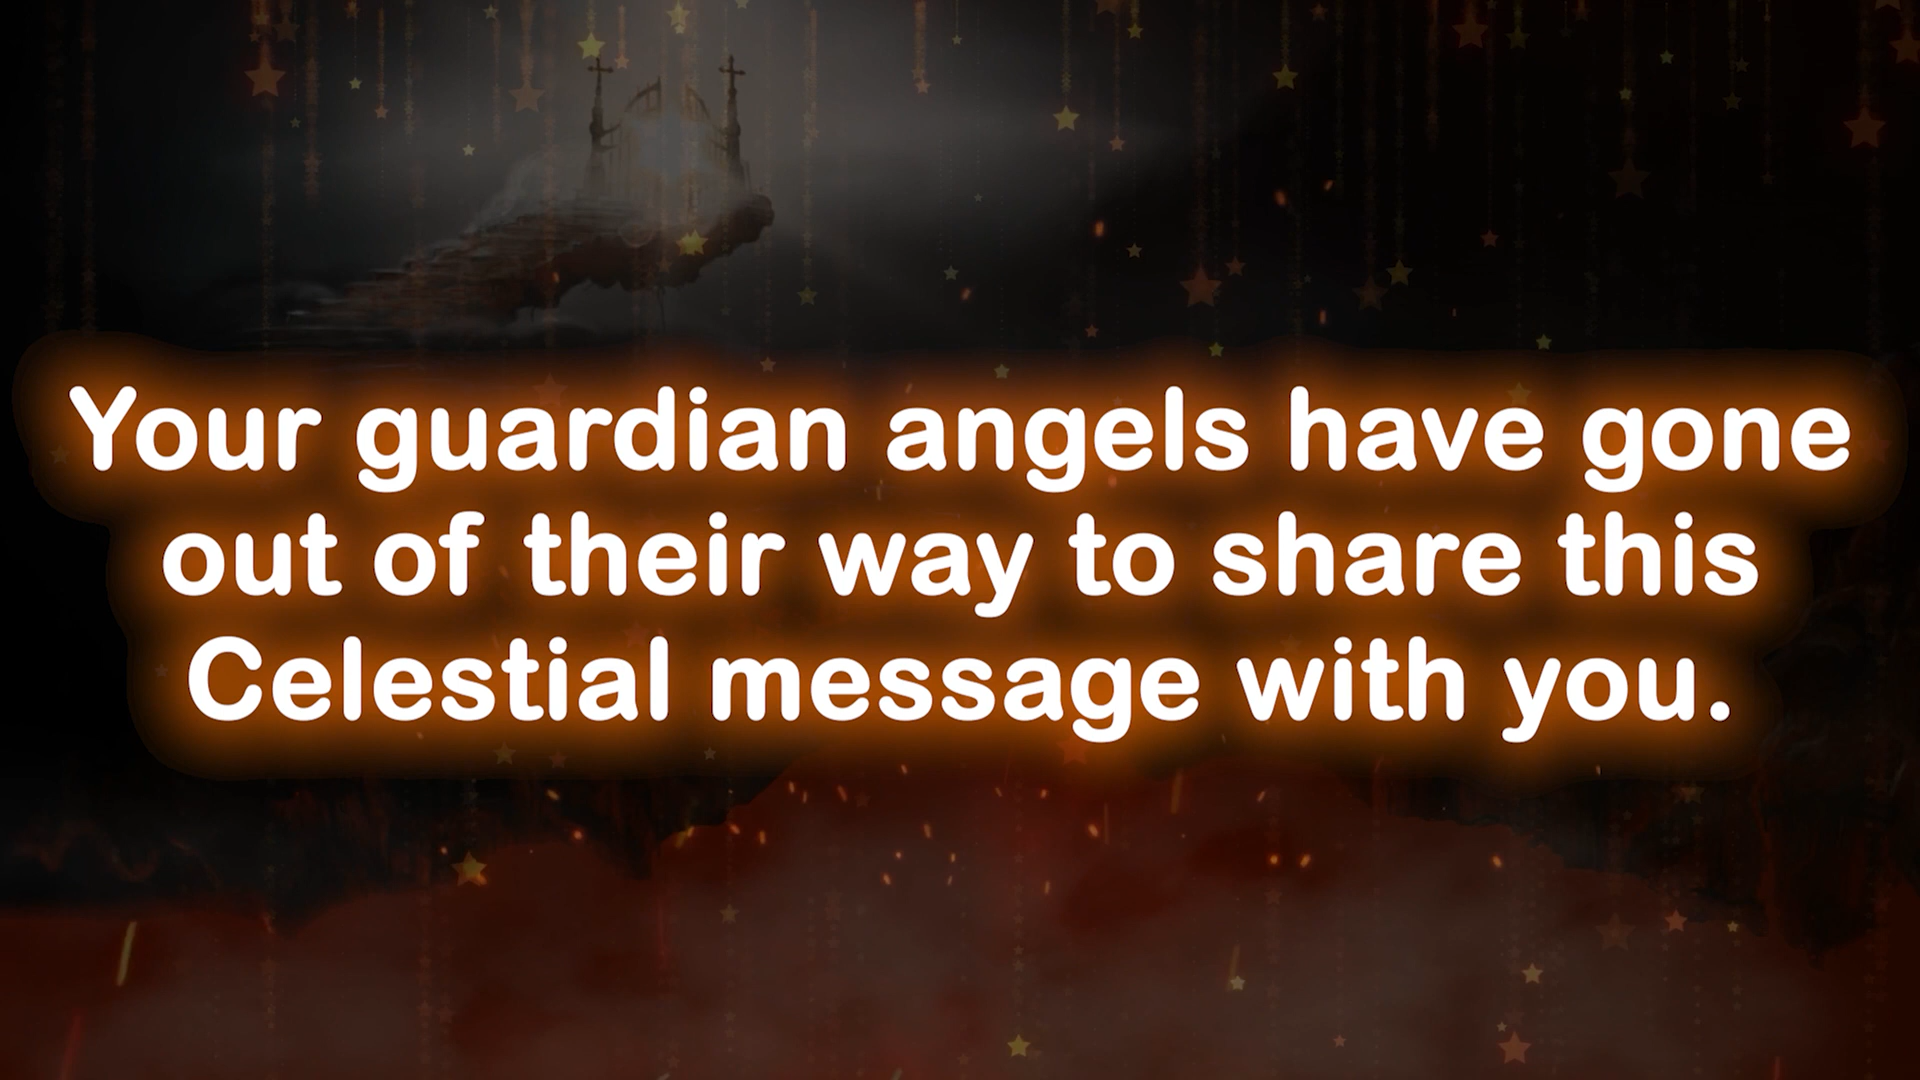 Your guardian angels have gone
out of their way to share this
Celestial message with you.